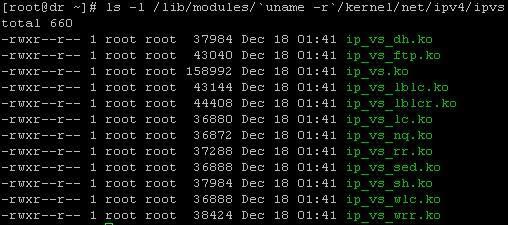 [root@dr ~]# ls -l /lib/modules/`uname -r`/kernel/net/ipv4/ipvs
total 660
-rwxr--r-- 1 root root  37984 Dec 18 01:41 ip_vs_dh.ko
-rwxr--r-- 1 root root  43040 Dec 18 01:41 ip_vs_ftp.ko
-rwxr--r-- 1 root root 158992 Dec 18 01:41 ip_vs.ko
-rwxr--r-- 1 root root  43144 Dec 18 01:41 ip_vs_lblc.ko
-rwxr--r-- 1 root root  44408 Dec 18 01:41 ip_vs_lblcr.ko
-rwxr--r-- 1 root root  36880 Dec 18 01:41 ip_vs_lc.ko
-rwxr--r-- 1 root root  36872 Dec 18 01:41 ip_vs_nq.ko
-rwxr--r-- 1 root root  37288 Dec 18 01:41 ip_vs_rr.ko
-rwxr--r-- 1 root root  36888 Dec 18 01:41 ip_vs_sed.ko
-rwxr--r-- 1 root root  37984 Dec 18 01:41 ip_vs_sh.ko
-rwxr--r-- 1 root root  36888 Dec 18 01:41 ip_vs_wlc.ko
-rwxr--r-- 1 root root  38424 Dec 18 01:41 ip_vs_wrr.ko